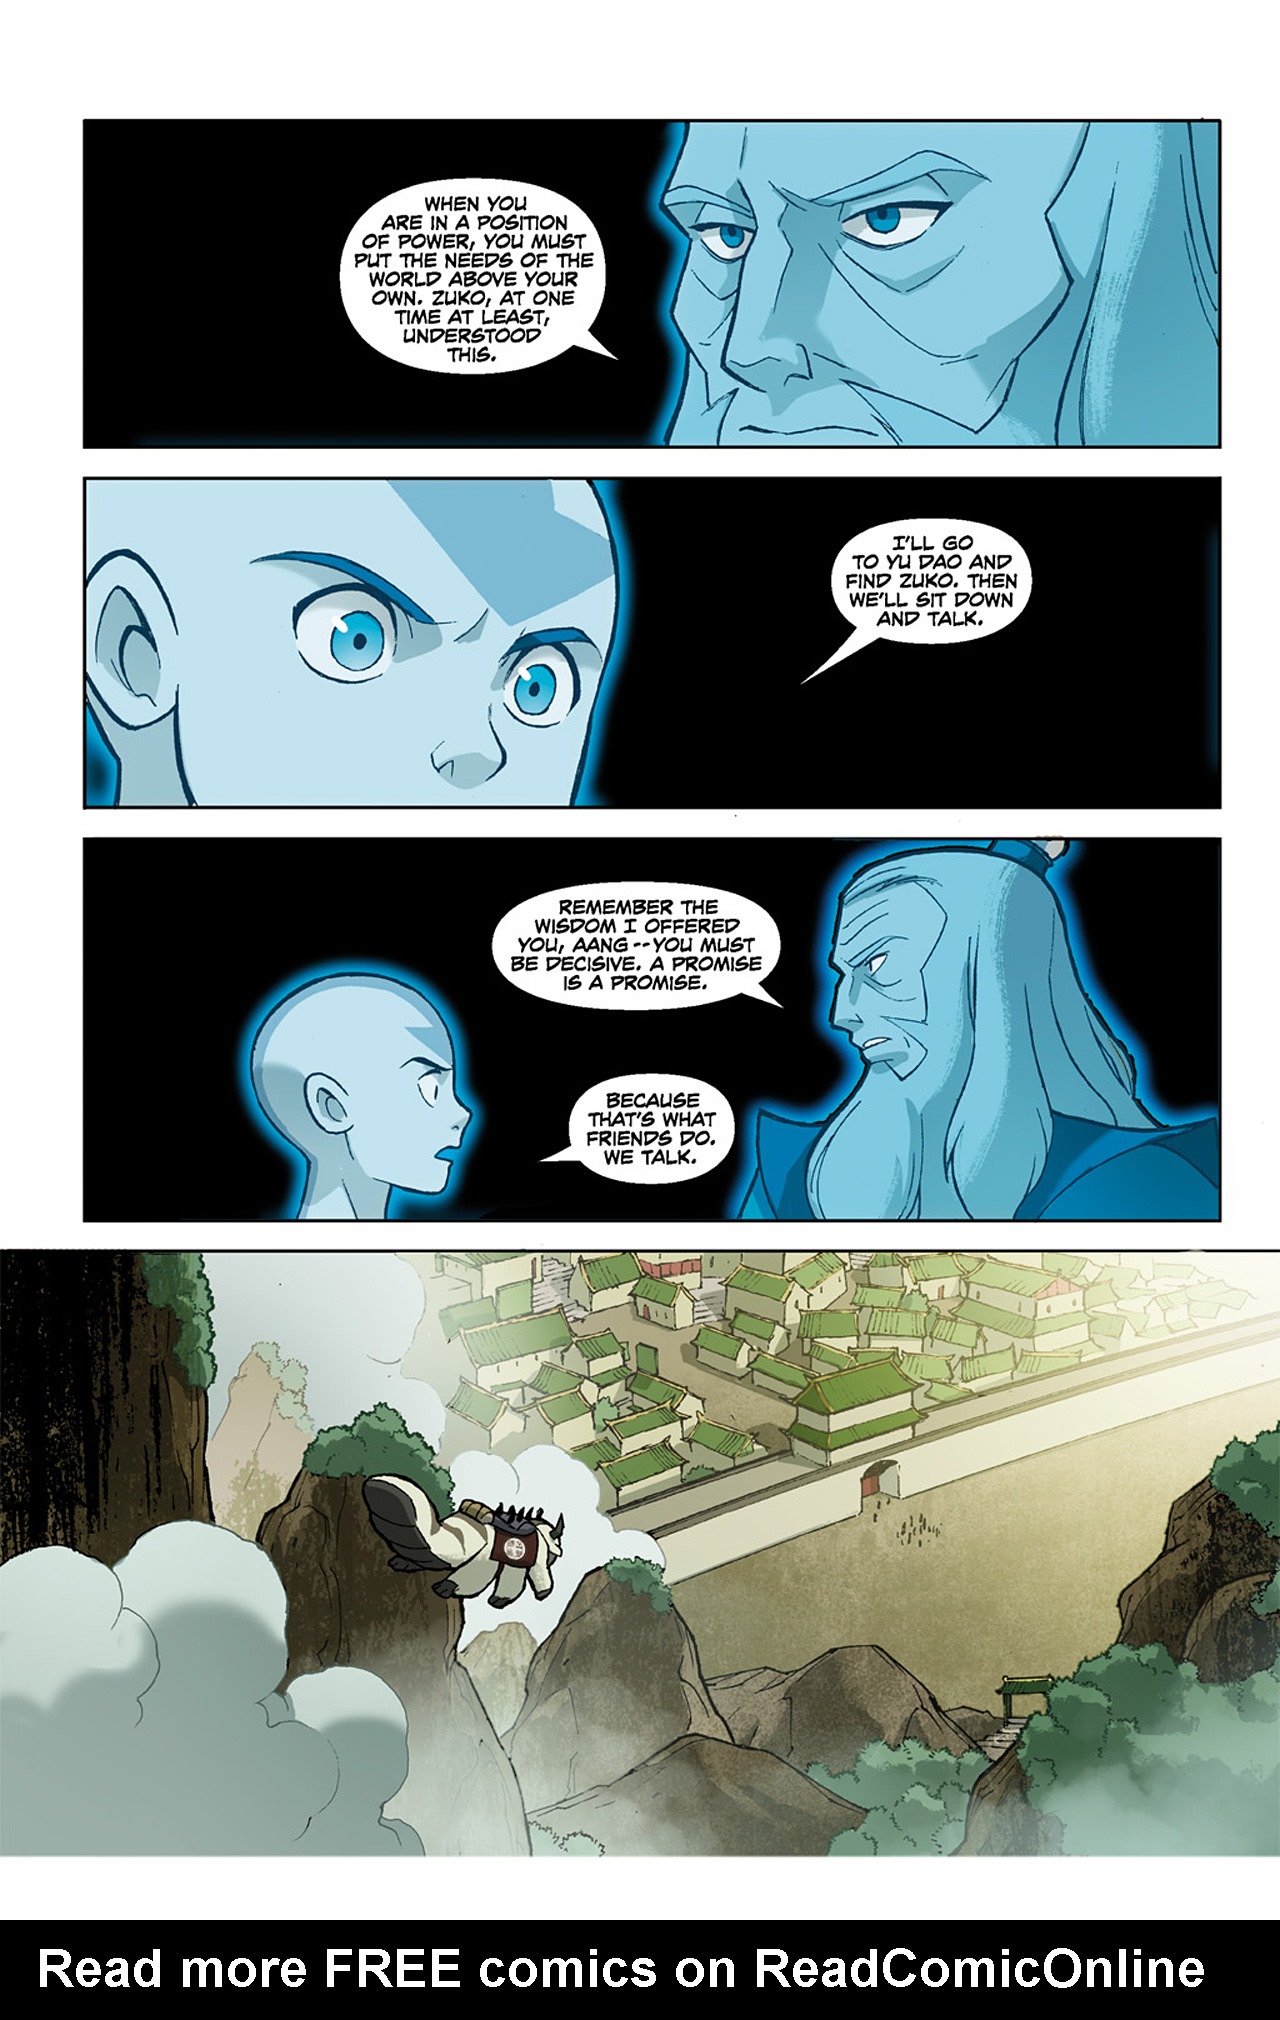 WHEN YOU
ARE IN A POSITION
OF POWER, YOU MUST
PUT THE NEEDS OF THE
WORLD ABOVE YOUR
OWN. ZUKO, AT ONE
TIME AT LEAST,
UNDERSTOOD
THIS.
I'LL GO
TO YU DAO AND
FIND ZUKO. THEN
WE'LL SIT DOWN
AND TALK.
REMEMBER THE
WISDOM I OFFERED
YOU, AANG--YOU MUST
BE DECISIVE. A PROMISE
IS A PROMISE.
BECAUSE
THAT'S WHAT
FRIENDS DO.
WE TALK.
Read more FREE comics on ReadComicOnline